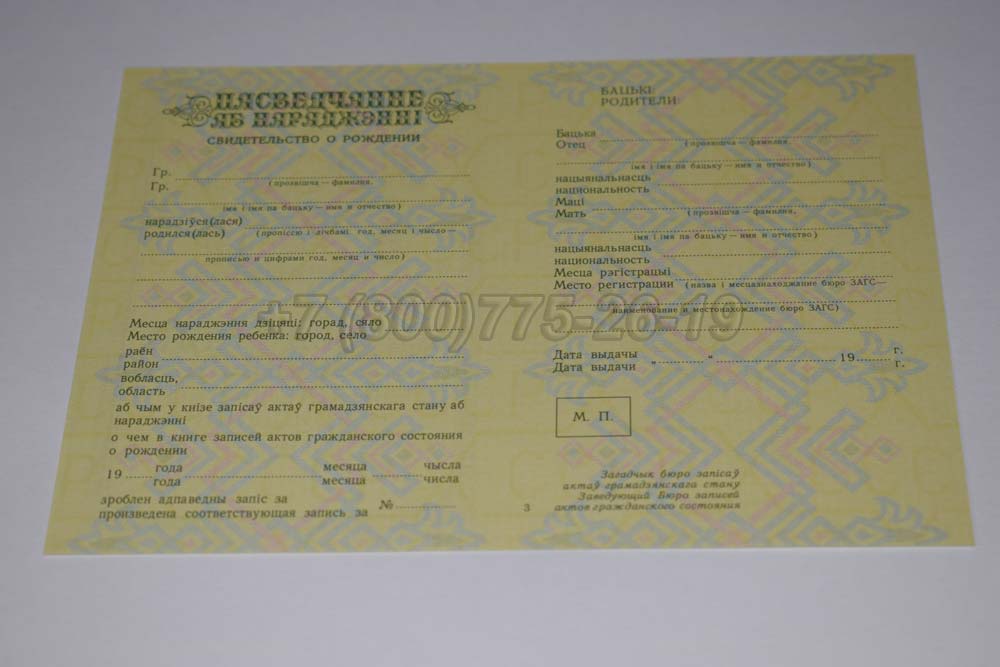 ПАСВЕДЧАННЕ
АБ НАРАДЖЭННІ
СВИДЕТЕЛЬСТВО О РОЖДЕНИИ
Гр.
(прозвішча — фамилия,
Гр.
імя і імя па бацьку — имя и отчество)
нарадзіўся(лася)
родился(лась) (пропіссю і лічбамі, год, месяц і чысло —
прописью и цифрами год, месяц и число)
Месца нараджэння дзіцяці: горад, сяло
Место рождения ребенка: город, село
раён
район
вобласць,
область
аб чым у кнізе запісаў актаў грамадзянскага стану аб
нараджэнні
о чем в книге записей актов гражданского состояния
о рождении
19 года месяца чысла
года месяца числа
зроблен адпаведны запіс за
произведена соответствующая запись за №
БАЦЬКІ:
РОДИТЕЛИ:
Бацька
Отец (прозвішча — фамилия,
імя і імя па бацьку — имя и отчество)
нацыянальнасць
национальность
Маці
Мать (прозвішча — фамилия,
імя і імя па бацьку — имя и отчество)
нацыянальнасць
национальность
Месца рэгістрацыі
Место регистрации (назва і месцазнаходжанне бюро ЗАГС—
наименование и местонахождение бюро ЗАГС)
Дата выдачы „ “ 19 г.
Дата выдачи г.
М. П.
Загадчык бюро запісаў
актаў грамадзянскага стану
Заведующий Бюро записей
актов гражданского состояния
3
+7(800)775-26-19